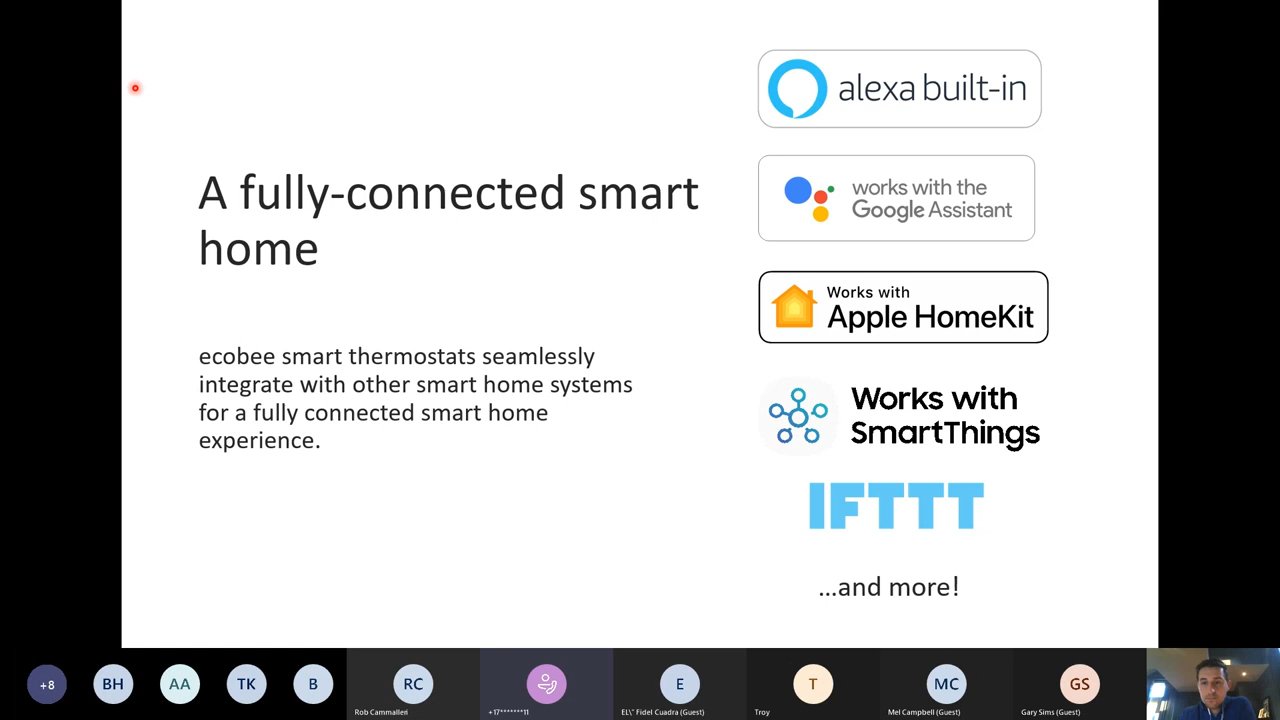 alexa built-in
works with the
Google Assistant
A fully-connected smart
home
Works with
Apple HomeKit
ecobee smart thermostats seamlessly
integrate with other smart home systems
for a fully connected smart home
experience.
Works with
SmartThings
IFTTT
...and more!
+8
BH
AA
TK
B
RC
E
T
MC
GS
Rob Cammalleri
+17*******11
EL\" Fidel Cuadra (Guest)
Troy
Mel Campbell (Guest)
Gary Sims (Guest)